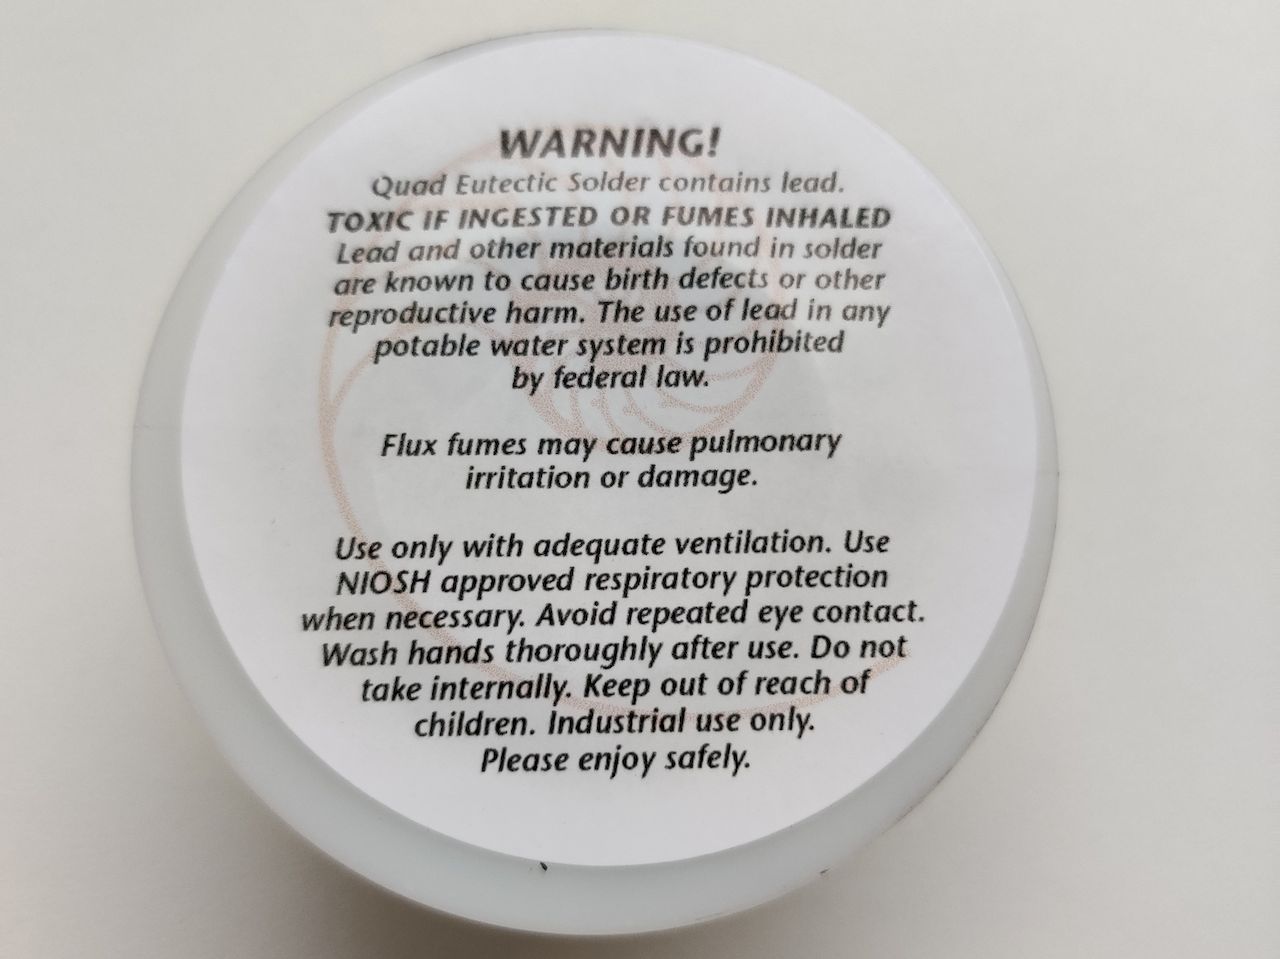 WARNING!
Quad Eutectic Solder contains lead.
TOXIC IF INGESTED OR FUMES INHALED
Lead and other materials found in solder
are known to cause birth defects or other
reproductive harm. The use of lead in any
potable water system is prohibited
by federal law.
Flux fumes may cause pulmonary
irritation or damage.
Use only with adequate ventilation. Use
NIOSH approved respiratory protection
when necessary. Avoid repeated eye contact.
Wash hands thoroughly after use. Do not
take internally. Keep out of reach of
children. Industrial use only.
Please enjoy safely.